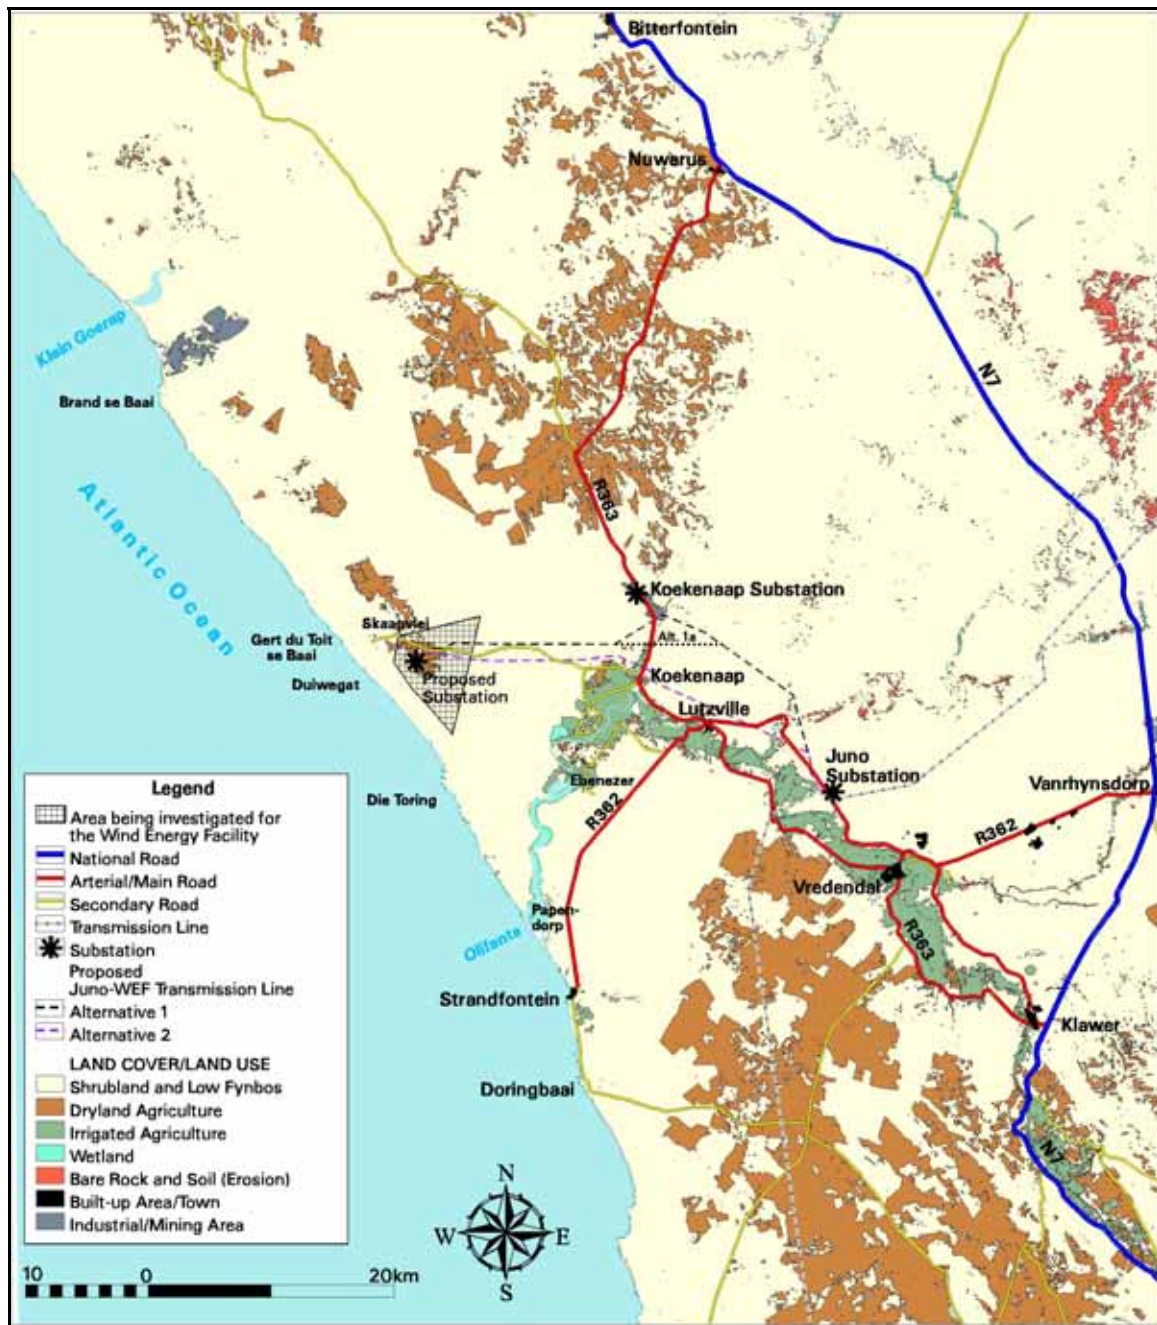 Bitterfontein
Nuwerus
N7
Klein Goerap
Brand se Baai
R363
Atlantic Ocean
Koekenaap Substation
Skaapvlei
Alt. 1a
Gert du Toit
se Baai
Duiwegat
Proposed
Substation
Koekenaap
Lutzville
Juno
Substation
Vanrhynsdorp
Ebenezer
Die Toring
R362
R362
Vredendal
Papen-
dorp
R363
Olifants
Strandfontein
Klawer
Doringbaai
N7
Legend
Area being investigated for
the Wind Energy Facility
National Road
Arterial/Main Road
Secondary Road
Transmission Line
Substation
Proposed
Juno-WEF Transmission Line
Alternative 1
Alternative 2
LAND COVER/LAND USE
Shrubland and Low Fynbos
Dryland Agriculture
Irrigated Agriculture
Wetland
Bare Rock and Soil (Erosion)
Built-up Area/Town
Industrial/Mining Area
N
W E
S
10 0 20km